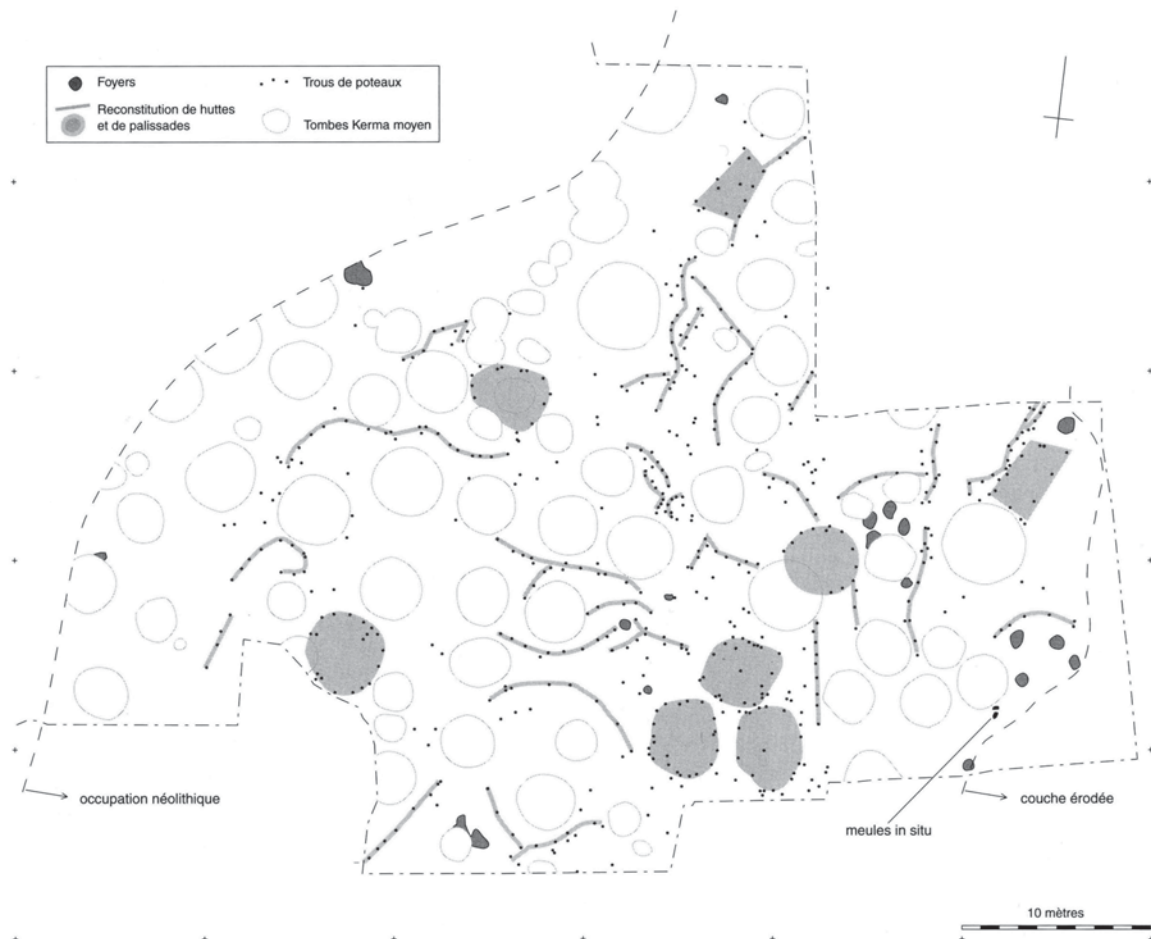 Foyers
Trous de poteaux
Reconstitution de huttes
et de palissades
Tombes Kerma moyen
occupation néolithique
couche érodée
meules in situ
10 mètres